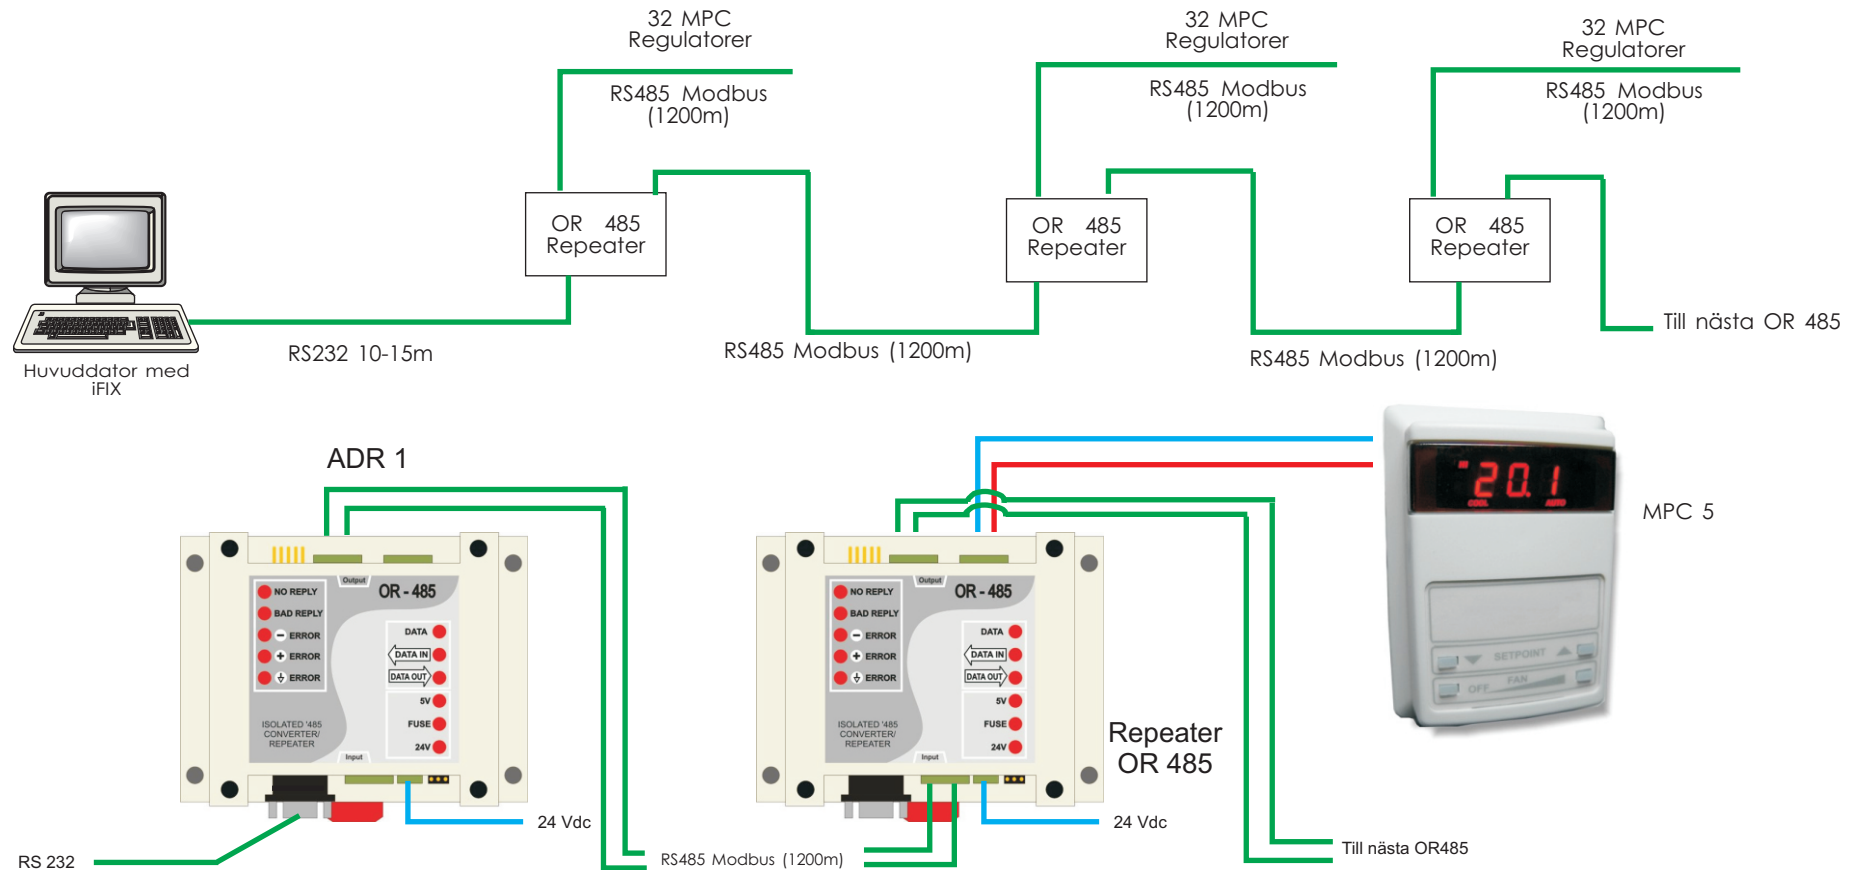 32 MPC
Regulatorer
RS485 Modbus
(1200m)
32 MPC
Regulatorer
RS485 Modbus
(1200m)
32 MPC
Regulatorer
RS485 Modbus
(1200m)
OR 485
Repeater
OR 485
Repeater
OR 485
Repeater
Huvuddator med
iFIX
RS232 10-15m
RS485 Modbus (1200m)
RS485 Modbus (1200m)
Till nästa OR 485
ADR 1
Output
OR - 485
NO REPLY
BAD REPLY
- ERROR
+ ERROR
ERROR
DATA
DATA IN
DATA OUT
5V
FUSE
24V
ISOLATED '485
CONVERTER/
REPEATER
Input
24 Vdc
RS 232
RS485 Modbus (1200m)
Output
OR - 485
NO REPLY
BAD REPLY
- ERROR
+ ERROR
ERROR
DATA
DATA IN
DATA OUT
5V
FUSE
24V
ISOLATED '485
CONVERTER/
REPEATER
Input
Repeater
OR 485
24 Vdc
Till nästa OR485
20.1
COOL AUTO
SETPOINT
FAN
OFF
MPC 5